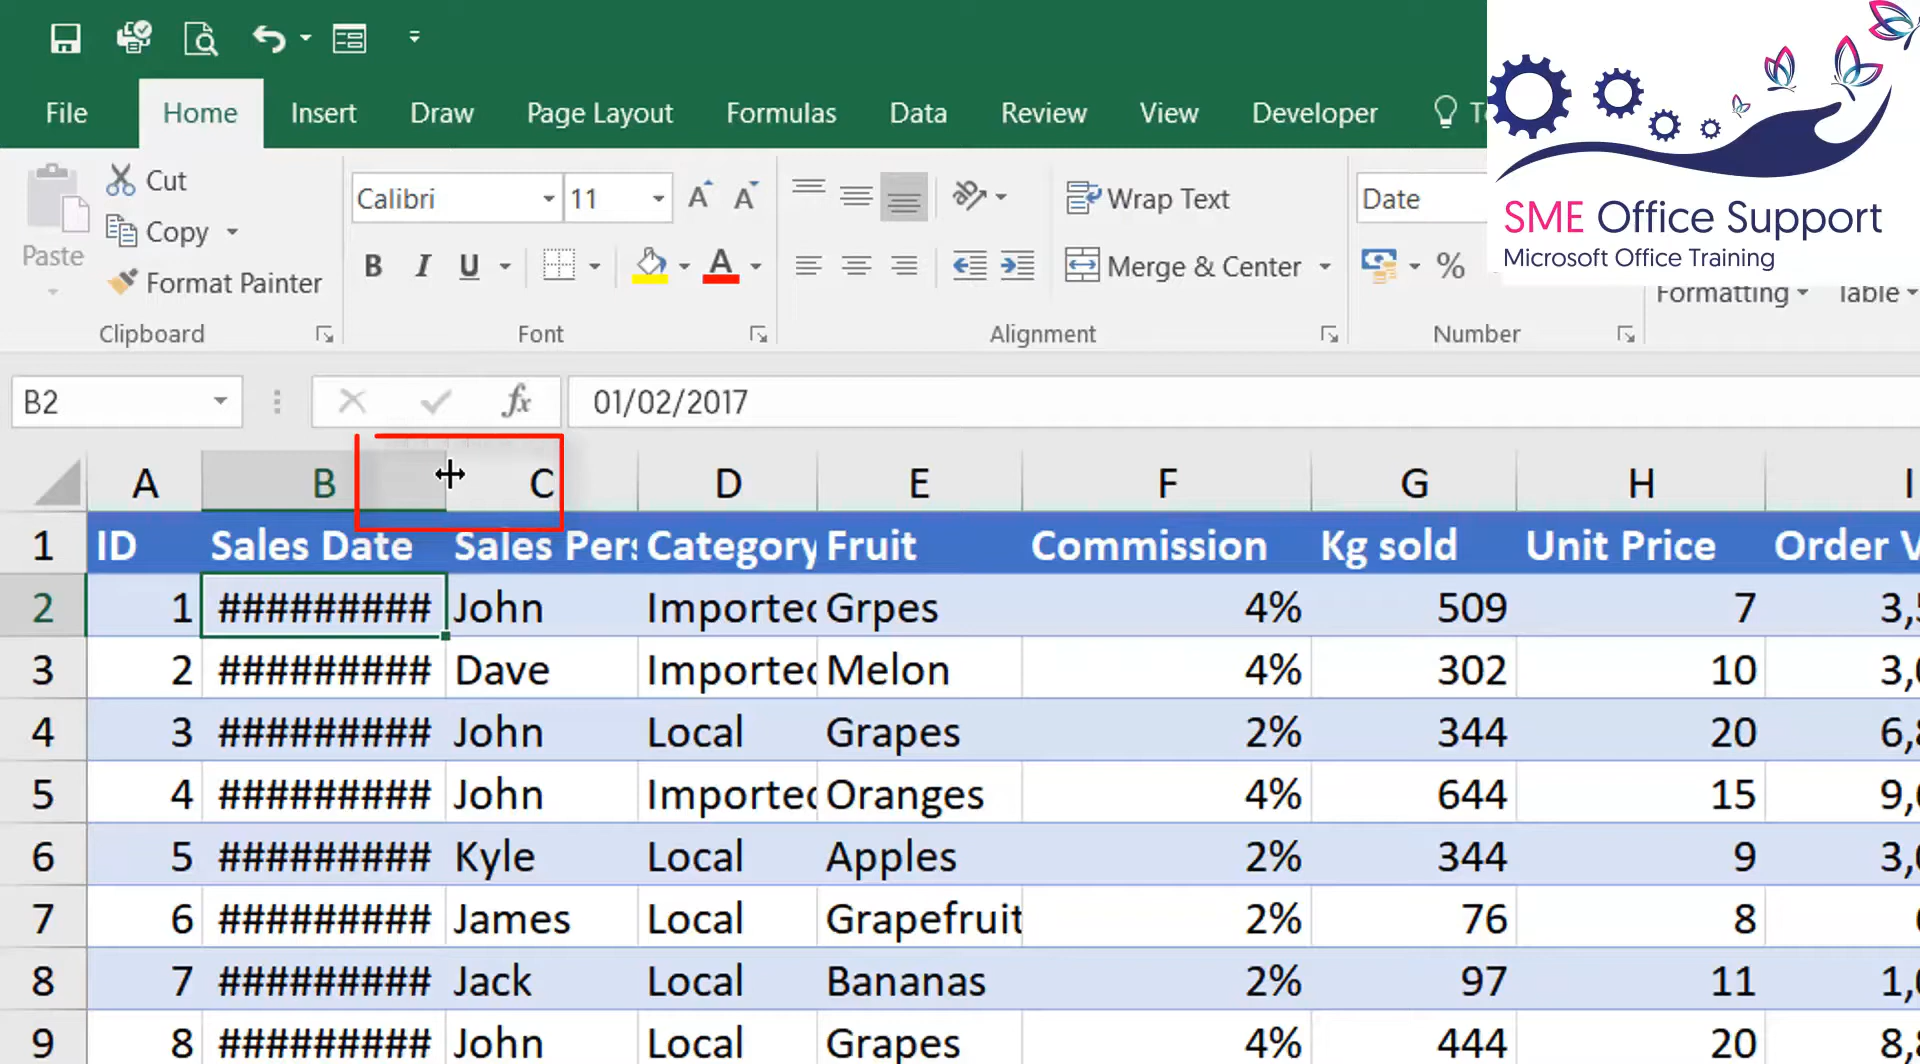 File Home Insert Draw Page Layout Formulas Data Review View Developer
SME Office Support
Microsoft Office Training
Cut
Copy
Paste
Format Painter
Clipboard
Calibri 11
B I U A
Font
Wrap Text
Merge & Center
Alignment
Date
%
Number
Formatting Table
B2 fx 01/02/2017
A B C D E F G H I
1 ID Sales Date Sales Pers Category Fruit Commission Kg sold Unit Price Order V
2 1 ######### John Imported Grpes 4% 509 7 3,5
3 2 ######### Dave Imported Melon 4% 302 10 3,0
4 3 ######### John Local Grapes 2% 344 20 6,8
5 4 ######### John Imported Oranges 4% 644 15 9,6
6 5 ######### Kyle Local Apples 2% 344 9 3,0
7 6 ######### James Local Grapefruit 2% 76 8
8 7 ######### Jack Local Bananas 2% 97 11 1,0
9 8 ######### John Local Grapes 4% 444 20 8,8